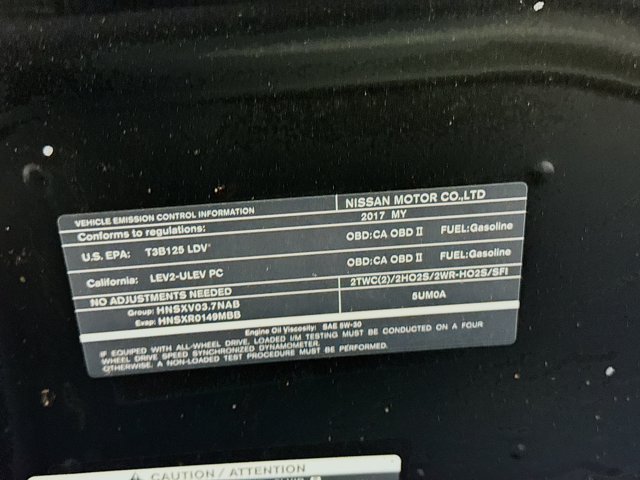 VEHICLE EMISSION CONTROL INFORMATION
NISSAN MOTOR CO.,LTD
Conforms to regulations:
2017 MY
U.S. EPA: T3B125 LDV
OBD:CA OBD II FUEL:Gasoline
California: LEV2-ULEV PC
OBD:CA OBD II FUEL:Gasoline
NO ADJUSTMENTS NEEDED
2TWC(2)/2HO2S/2WR-HO2S/SFI
Group: HNSXV03.7NAB
5UM0A
Evap: HNSXR0149MBB
Engine Oil Viscosity: SAE 5W-30
IF EQUIPPED WITH ALL-WHEEL DRIVE, LOADED I/M TESTING MUST BE CONDUCTED ON A FOUR
WHEEL DRIVE SPEED SYNCHRONIZED DYNAMOMETER.
OTHERWISE, A NON-LOADED TEST PROCEDURE MUST BE PERFORMED.
CAUTION / ATTENTION